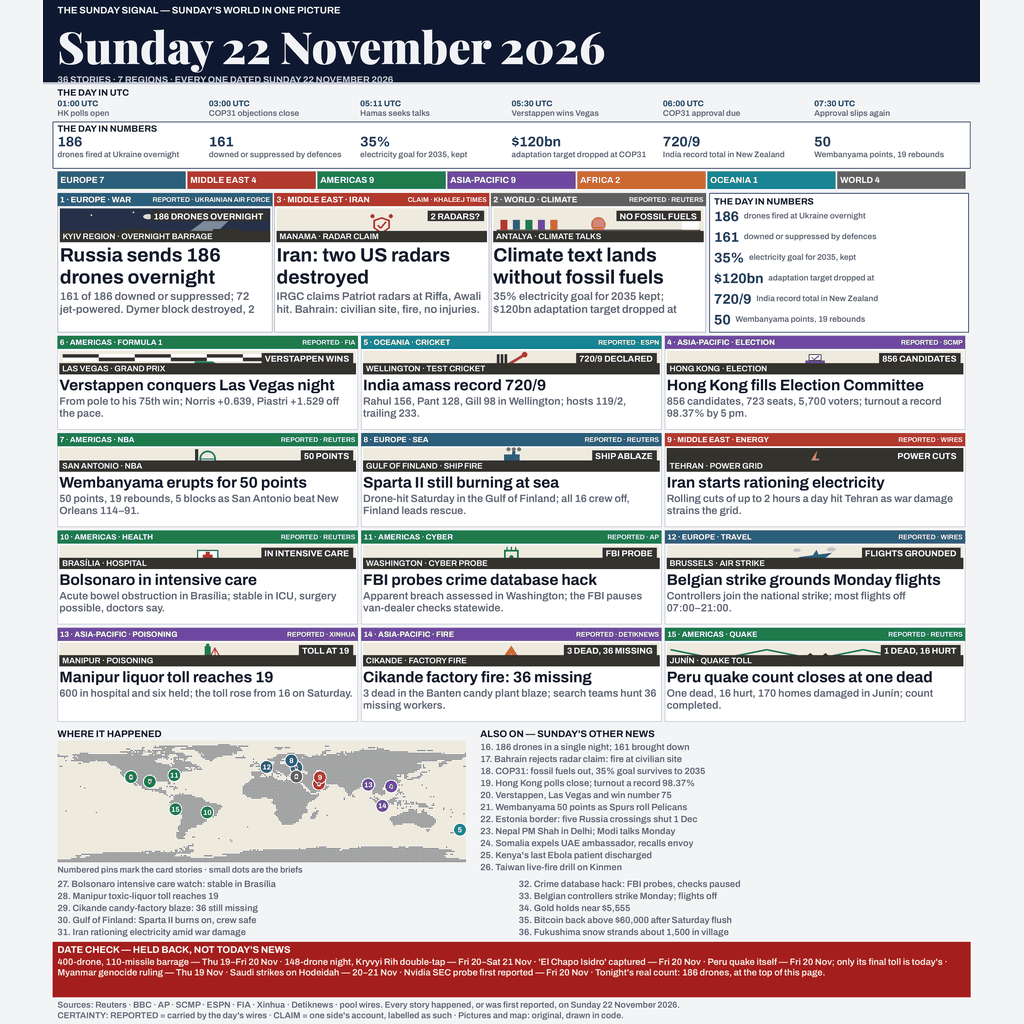 THE SUNDAY SIGNAL — SUNDAY'S WORLD IN ONE PICTURE
Sunday 22 November 2026
36 STORIES · 7 REGIONS · EVERY ONE DATED SUNDAY 22 NOVEMBER 2026
THE DAY IN UTC
01:00 UTC
HK polls open
03:00 UTC
COP31 objections close
05:11 UTC
Hamas seeks talks
05:30 UTC
Verstappen wins Vegas
06:00 UTC
COP31 approval due
07:30 UTC
Approval slips again
THE DAY IN NUMBERS
186
drones fired at Ukraine overnight
161
downed or suppressed by defences
35%
electricity goal for 2035, kept
$120bn
adaptation target dropped at COP31
720/9
India record total in New Zealand
50
Wembanyama points, 19 rebounds
EUROPE 7
MIDDLE EAST 4
AMERICAS 9
ASIA-PACIFIC 9
AFRICA 2
OCEANIA 1
WORLD 4
1 · EUROPE · WAR
REPORTED · UKRAINIAN AIR FORCE
186 DRONES OVERNIGHT
KYIV REGION · OVERNIGHT BARRAGE
Russia sends 186
drones overnight
161 of 186 downed or suppressed; 72
jet-powered. Dymer block destroyed, 2
3 · MIDDLE EAST · IRAN
CLAIM · KHALEEJ TIMES
2 RADARS?
MANAMA · RADAR CLAIM
Iran: two US radars
destroyed
IRGC claims Patriot radars at Riffa, Awali
hit. Bahrain: civilian site, fire, no injuries.
2 · WORLD · CLIMATE
REPORTED · REUTERS
NO FOSSIL FUELS
ANTALYA · CLIMATE TALKS
Climate text lands
without fossil fuels
35% electricity goal for 2035 kept;
$120bn adaptation target dropped at
THE DAY IN NUMBERS
186 drones fired at Ukraine overnight
161 downed or suppressed by defences
35% electricity goal for 2035, kept
$120bn adaptation target dropped at
720/9 India record total in New Zealand
50 Wembanyama points, 19 rebounds
6 · AMERICAS · FORMULA 1
REPORTED · FIA
VERSTAPPEN WINS
LAS VEGAS · GRAND PRIX
Verstappen conquers Las Vegas night
From pole to his 75th win; Norris +0.639, Piastri +1.529 off
the pace.
5 · OCEANIA · CRICKET
REPORTED · ESPN
720/9 DECLARED
WELLINGTON · TEST CRICKET
India amass record 720/9
Rahul 156, Pant 128, Gill 98 in Wellington; hosts 119/2,
trailing 233.
4 · ASIA-PACIFIC · ELECTION
REPORTED · SCMP
856 CANDIDATES
HONG KONG · ELECTION
Hong Kong fills Election Committee
856 candidates, 723 seats, 5,700 voters; turnout a record
98.37% by 5 pm.
7 · AMERICAS · NBA
REPORTED · REUTERS
50 POINTS
SAN ANTONIO · NBA
Wembanyama erupts for 50 points
50 points, 19 rebounds, 5 blocks as San Antonio beat New
Orleans 114–91.
8 · EUROPE · SEA
REPORTED · REUTERS
SHIP ABLAZE
GULF OF FINLAND · SHIP FIRE
Sparta II still burning at sea
Drone-hit Saturday in the Gulf of Finland; all 16 crew off,
Finland leads rescue.
9 · MIDDLE EAST · ENERGY
REPORTED · WIRES
POWER CUTS
TEHRAN · POWER GRID
Iran starts rationing electricity
Rolling cuts of up to 2 hours a day hit Tehran as war damage
strains the grid.
10 · AMERICAS · HEALTH
REPORTED · REUTERS
IN INTENSIVE CARE
BRASÍLIA · HOSPITAL
Bolsonaro in intensive care
Acute bowel obstruction in Brasília; stable in ICU, surgery
possible, doctors say.
11 · AMERICAS · CYBER
REPORTED · AP
FBI PROBE
WASHINGTON · CYBER PROBE
FBI probes crime database hack
Apparent breach assessed in Washington; the FBI pauses
van-dealer checks statewide.
12 · EUROPE · TRAVEL
REPORTED · WIRES
FLIGHTS GROUNDED
BRUSSELS · AIR STRIKE
Belgian strike grounds Monday flights
Controllers join the national strike; most flights off
07:00–21:00.
13 · ASIA-PACIFIC · POISONING
REPORTED · XINHUA
TOLL AT 19
MANIPUR · POISONING
Manipur liquor toll reaches 19
600 in hospital and six held; the toll rose from 16 on Saturday.
14 · ASIA-PACIFIC · FIRE
REPORTED · DETIKNEWS
3 DEAD, 36 MISSING
CIKANDE · FACTORY FIRE
Cikande factory fire: 36 missing
3 dead in the Banten candy plant blaze; search teams hunt 36
missing workers.
15 · AMERICAS · QUAKE
REPORTED · REUTERS
1 DEAD, 16 HURT
JUNÍN · QUAKE TOLL
Peru quake count closes at one dead
One dead, 16 hurt, 170 homes damaged in Junín; count
completed.
WHERE IT HAPPENED
8
12
11
9
13
14
15
10
5
Numbered pins mark the card stories · small dots are the briefs
ALSO ON — SUNDAY'S OTHER NEWS
16. 186 drones in a single night; 161 brought down
17. Bahrain rejects radar claim: fire at civilian site
18. COP31: fossil fuels out, 35% goal survives to 2035
19. Hong Kong polls close; turnout a record 98.37%
20. Verstappen, Las Vegas and win number 75
21. Wembanyama 50 points as Spurs roll Pelicans
22. Estonia border: five Russia crossings shut 1 Dec
23. Nepal PM Shah in Delhi; Modi talks Monday
24. Somalia expels UAE ambassador, recalls envoy
25. Kenya's last Ebola patient discharged
26. Taiwan live-fire drill on Kinmen
27. Bolsonaro intensive care watch: stable in Brasília
28. Manipur toxic-liquor toll reaches 19
29. Cikande candy-factory blaze: 36 still missing
30. Gulf of Finland: Sparta II burns on, crew safe
31. Iran rationing electricity amid war damage
32. Crime database hack: FBI probes, checks paused
33. Belgian controllers strike Monday; flights off
34. Gold holds near $5,555
35. Bitcoin back above $60,000 after Saturday flush
36. Fukushima snow strands about 1,500 in village
DATE CHECK — HELD BACK, NOT TODAY'S NEWS
400-drone, 110-missile barrage — Thu 19–Fri 20 Nov · 148-drone night, Kryvyi Rih double-tap — Fri 20–Sat 21 Nov · 'El Chapo Isidro' captured — Fri 20 Nov · Peru quake itself — Fri 20 Nov; only its final toll is today's ·
Myanmar genocide ruling — Thu 19 Nov · Saudi strikes on Hodeidah — 20–21 Nov · Nvidia SEC probe first reported — Fri 20 Nov · Tonight's real count: 186 drones, at the top of this page.
Sources: Reuters · BBC · AP · SCMP · ESPN · FIA · Xinhua · Detiknews · pool wires. Every story happened, or was first reported, on Sunday 22 November 2026.
CERTAINTY: REPORTED = carried by the day's wires · CLAIM = one side's account, labelled as such · Pictures and map: original, drawn in code.